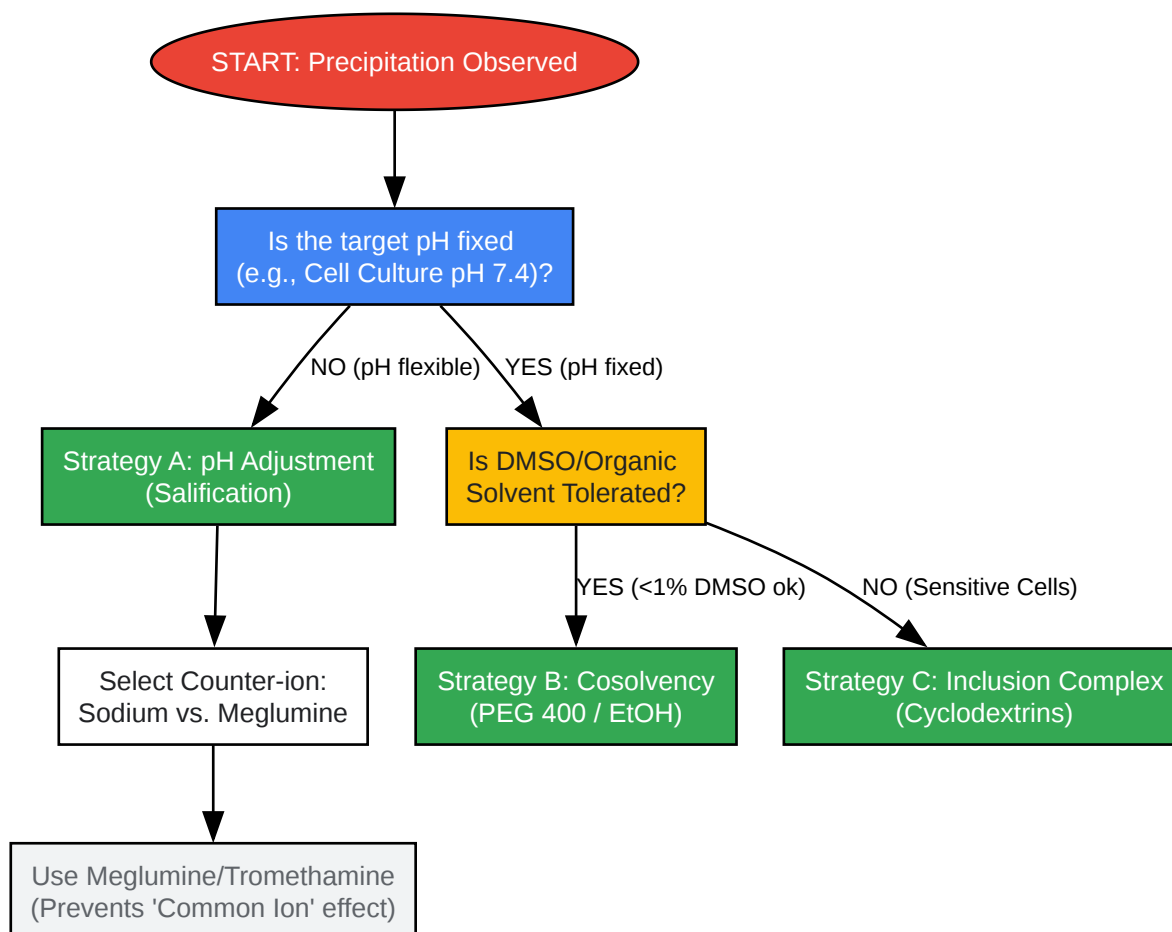 START: Precipitation Observed
Is the target pH fixed
(e.g., Cell Culture pH 7.4)?
NO (pH flexible)
YES (pH fixed)
Strategy A: pH Adjustment
(Salification)
Is DMSO/Organic
Solvent Tolerated?
YES (<1% DMSO ok)
NO (Sensitive Cells)
Select Counter-ion:
Sodium vs. Meglumine
Strategy B: Cosolvency
(PEG 400 / EtOH)
Strategy C: Inclusion Complex
(Cyclodextrins)
Use Meglumine/Tromethamine
(Prevents 'Common Ion' effect)